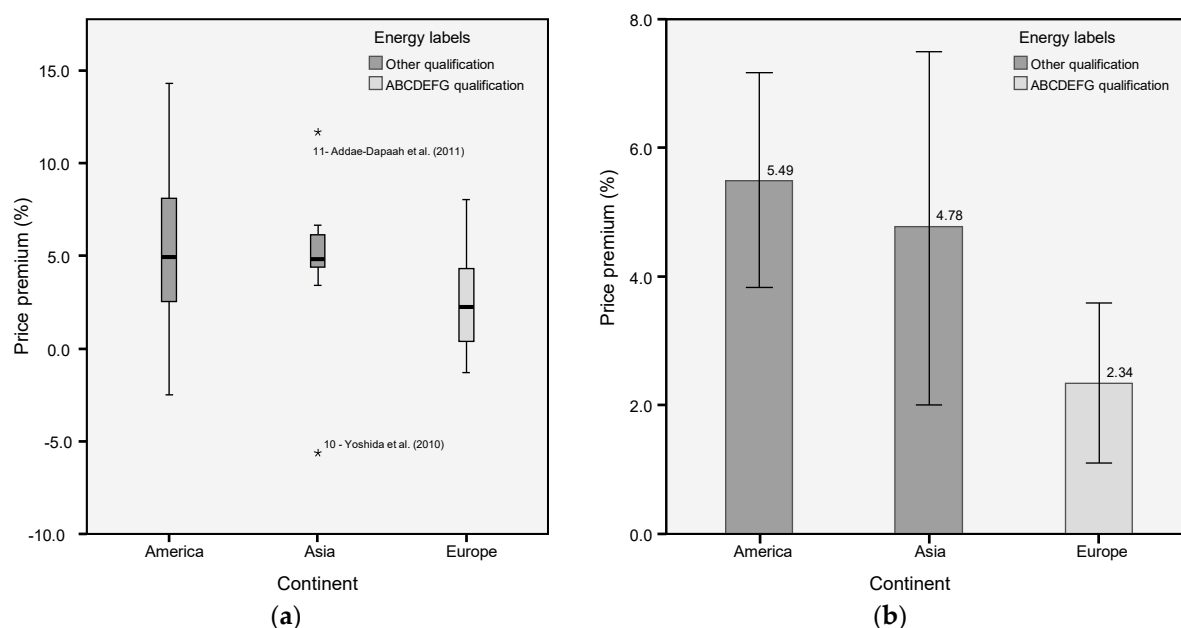 Energy labels
Other qualification
ABCDEFG qualification
15.0
10.0
5.0
0.0
-5.0
-10.0
Price premium (%)
11- Addae-Dapaah et al. (2011)
10 - Yoshida et al. (2010)
America
Asia
Europe
Continent
(a)
Energy labels
Other qualification
ABCDEFG qualification
8.0
6.0
4.0
2.0
0.0
Price premium (%)
5.49
4.78
2.34
America
Asia
Europe
Continent
(b)